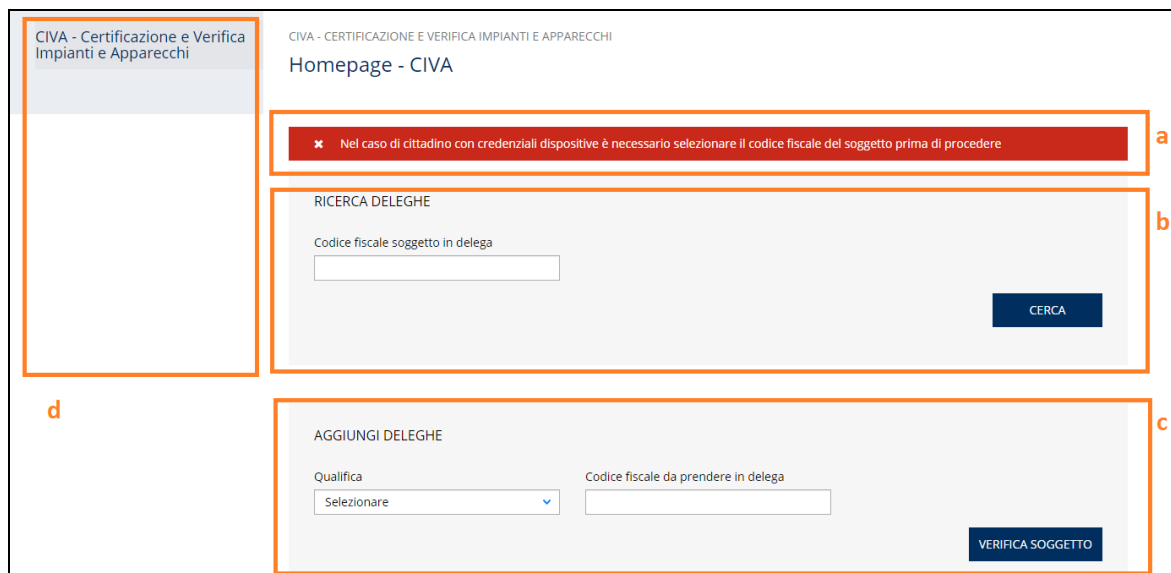 CIVA - Certificazione e Verifica
Impianti e Apparecchi
CIVA - CERTIFICAZIONE E VERIFICA IMPIANTI E APPARECCHI
Homepage - CIVA
✖ Nel caso di cittadino con credenziali dispositive è necessario selezionare il codice fiscale del soggetto prima di procedere
a
RICERCA DELEGHE
b
Codice fiscale soggetto in delega
CERCA
d
AGGIUNGI DELEGHE
c
Qualifica
Codice fiscale da prendere in delega
Selezionare
VERIFICA SOGGETTO